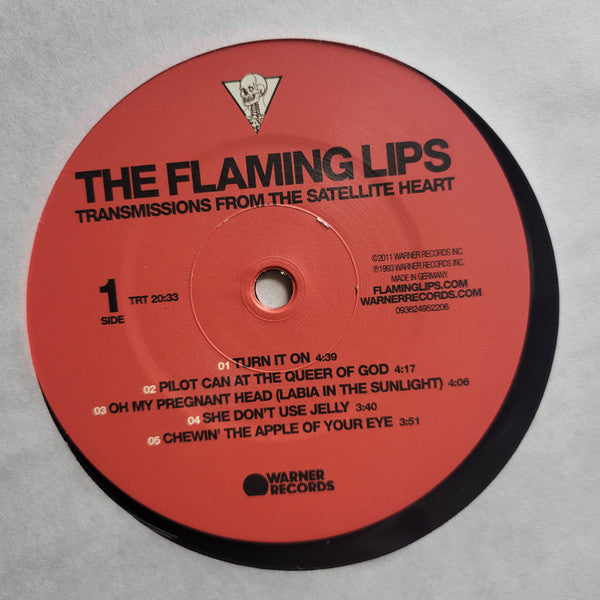 THE FLAMING LIPS
TRANSMISSIONS FROM THE SATELLITE HEART
©2011 WARNER RECORDS INC.
℗1993 WARNER RECORDS INC.
MADE IN GERMANY.
FLAMINGLIPS.COM
WARNERRECORDS.COM
093624952206
1 TRT 20:33
SIDE
01 TURN IT ON 4:39
02 PILOT CAN AT THE QUEER OF GOD 4:17
03 OH MY PREGNANT HEAD (LABIA IN THE SUNLIGHT) 4:06
04 SHE DON'T USE JELLY 3:40
05 CHEWIN' THE APPLE OF YOUR EYE 3:51
WARNER
RECORDS